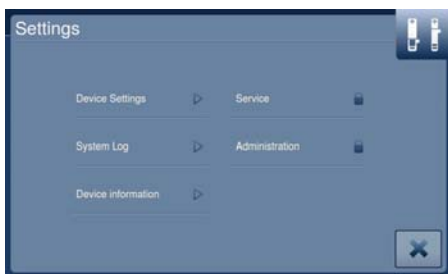 Settings
Device Settings
Service
System Log
Administration
Device information